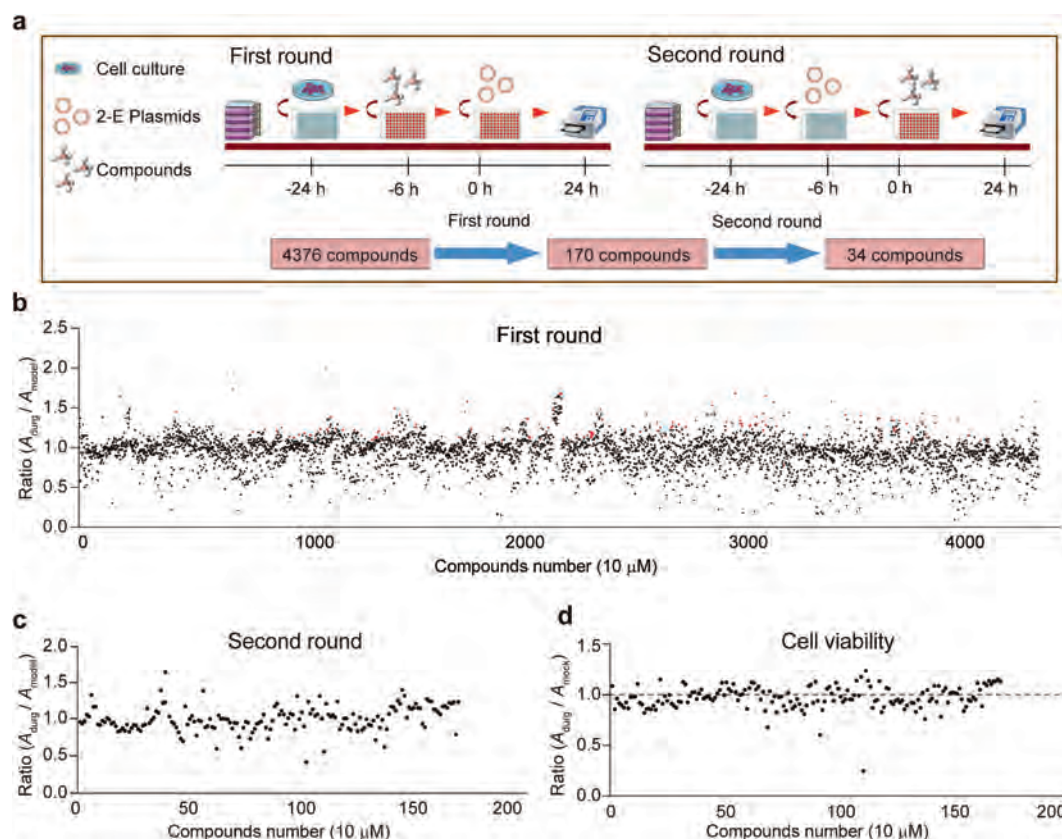 a
First round
Second round
Cell culture
2-E Plasmids
Compounds
-24 h
-6 h
0 h
24 h
-24 h
-6 h
0 h
24 h
First round
Second round
4376 compounds
170 compounds
34 compounds
b
First round
Ratio (A_durg / A_model)
2.5
2.0
1.5
1.0
0.5
0.0
0
1000
2000
3000
4000
Compounds number (10 μM)
c
Second round
Ratio (A_durg / A_model)
2.0
1.5
1.0
0.5
0.0
50
100
150
200
Compounds number (10 μM)
d
Cell viability
Ratio (A_durg / A_mock)
1.5
1.0
0.5
0.0
0
50
100
150
200
Compounds number (10 μM)